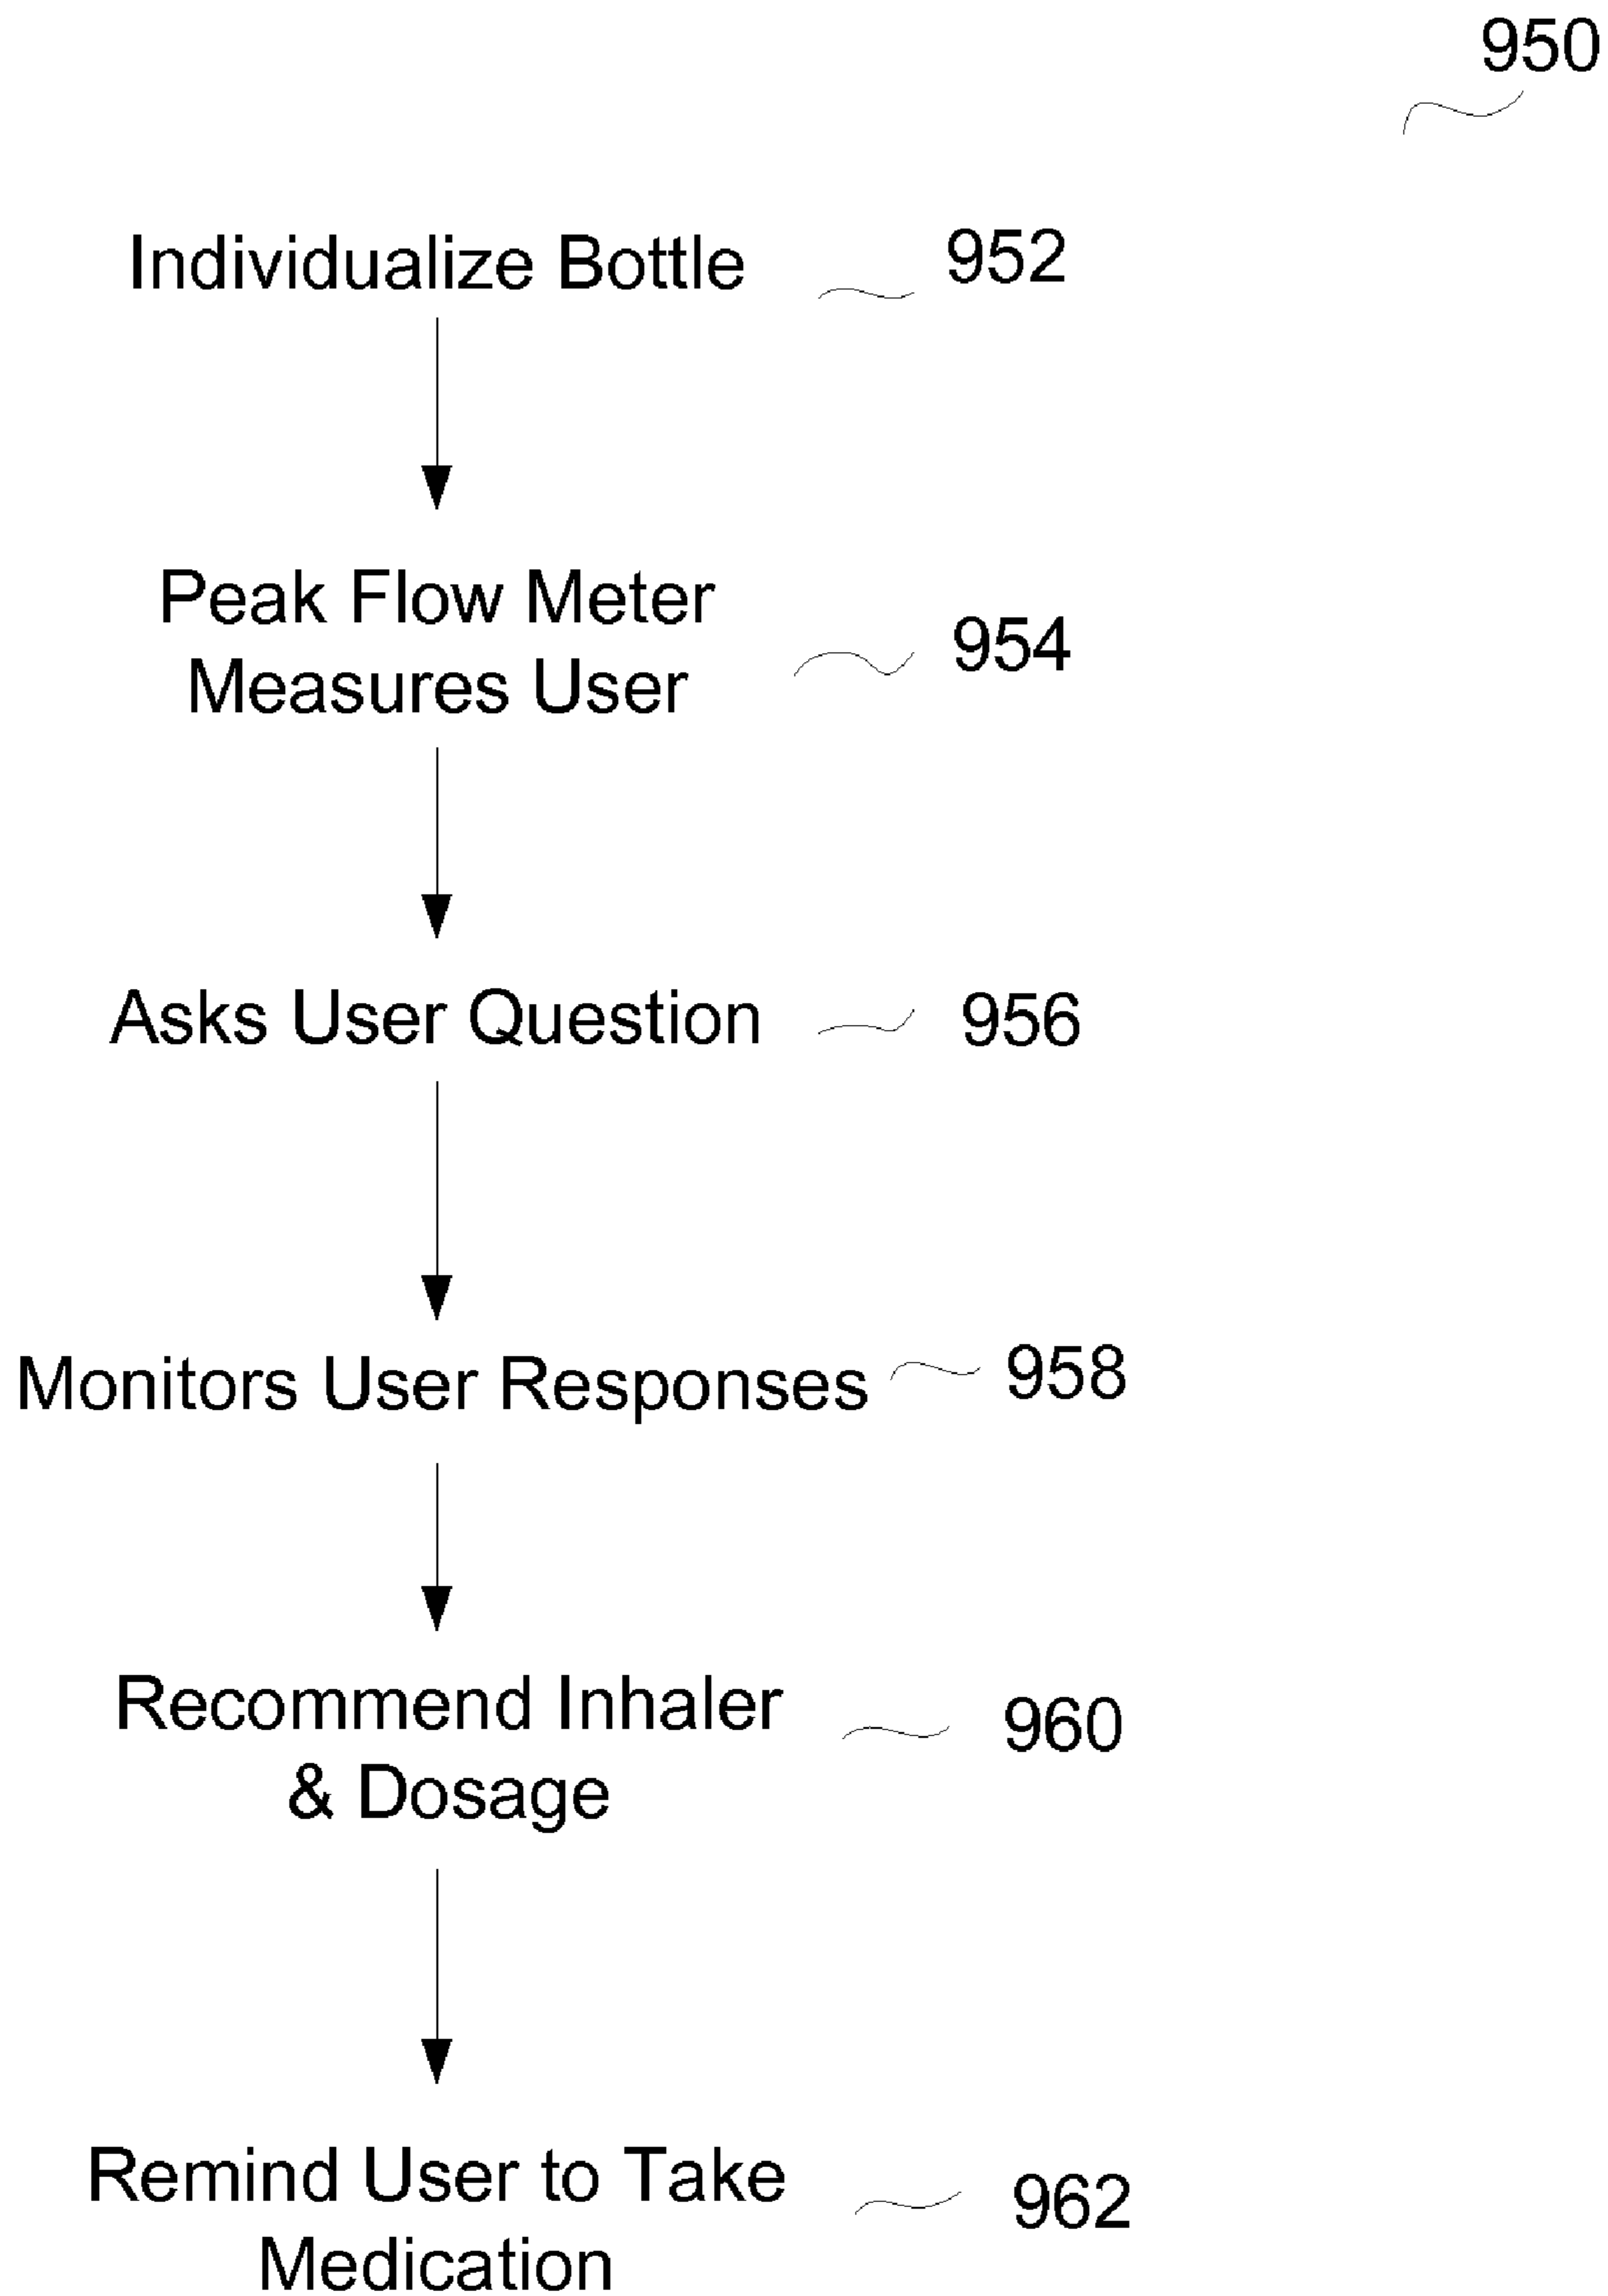 950
Individualize Bottle 952
Peak Flow Meter
Measures User 954
Asks User Question 956
Monitors User Responses 958
Recommend Inhaler
& Dosage 960
Remind User to Take
Medication 962